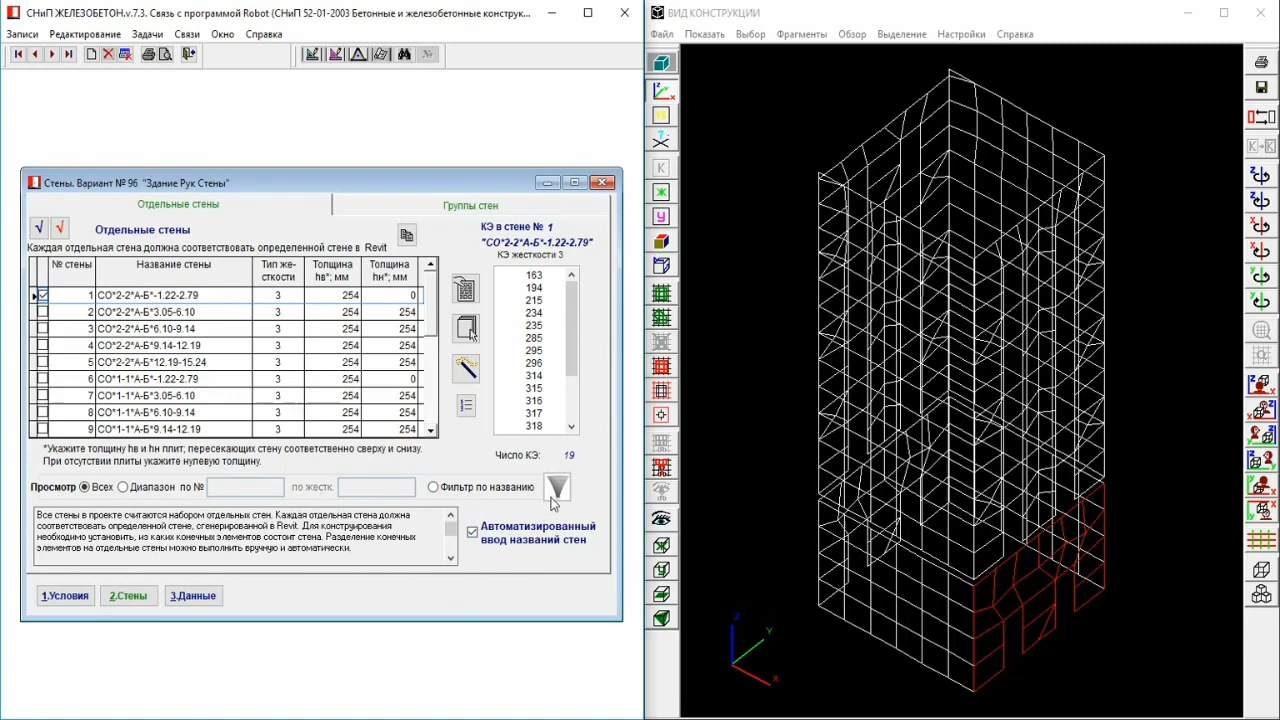 СНиП ЖЕЛЕЗОБЕТОН.v.7.3. Связь с программой Robot (СНиП 52-01-2003 Бетонные и железобетонные конструк...
Записи Редактирование Задачи Связи Окно Справка
Стены. Вариант № 96 "Здание Рук Стены"
Отдельные стены
Группы стен
Отдельные стены
Каждая отдельная стена должна соответствовать определенной стене в Revit
№ стены Название стены Тип же- Толщина Толщина
сткости hв*; мм hн*; мм
1 СО*2-2*А-Б*-1.22-2.79 3 254 0
2 СО*2-2*А-Б*3.05-6.10 3 254 254
3 СО*2-2*А-Б*6.10-9.14 3 254 254
4 СО*2-2*А-Б*9.14-12.19 3 254 254
5 СО*2-2*А-Б*12.19-15.24 3 254 254
6 СО*1-1*А-Б*-1.22-2.79 3 254 0
7 СО*1-1*А-Б*3.05-6.10 3 254 254
8 СО*1-1*А-Б*6.10-9.14 3 254 254
9 СО*1-1*А-Б*9.14-12.19 3 254 254
*Укажите толщину hв и hн плит; пересекающих стену соответственно сверху и снизу.
При отсутствии плиты укажите нулевую толщину.
КЭ в стене № 1
"СО*2-2*А-Б*-1.22-2.79"
КЭ жесткости 3
163
194
215
234
235
285
295
296
314
315
316
317
318
Число КЭ: 19
Просмотр Всех Диапазон по № по жестк. Фильтр по названию
Все стены в проекте считаются набором отдельных стен. Каждая отдельная стена должна
соответствовать определенной стене, сгенерированной в Revit. Для конструирования
необходимо установить, из каких конечных элементов состоит стена. Разделение конечных
элементов на отдельные стены можно выполнить вручную и автоматически.
Автоматизированный
ввод названий стен
1.Условия 2.Стены 3.Данные
ВИД КОНСТРУКЦИИ
Файл Показать Выбор Фрагменты Обзор Выделение Настройки Справка
Z
Y
X